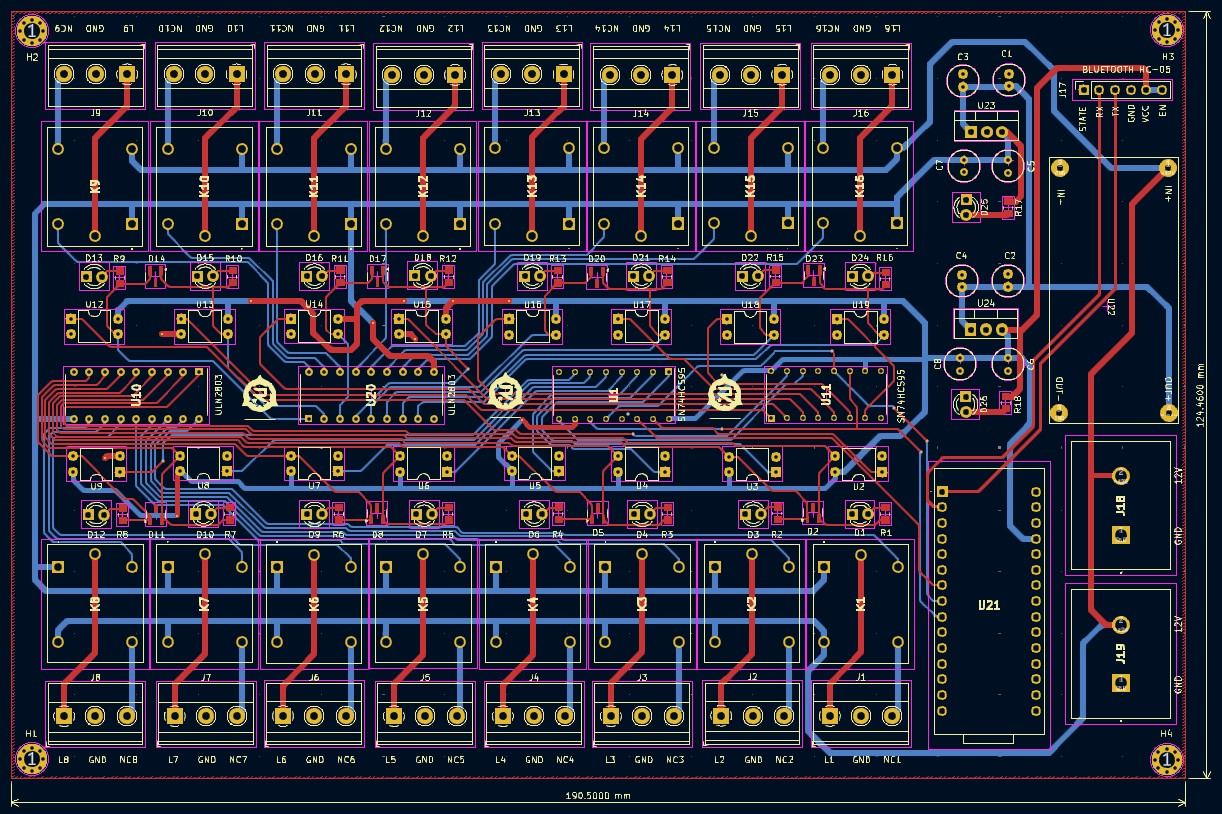 NC9 GND L9 NC10 GND L10 NC11 GND L11 NC12 GND L12 NC13 GND L13 NC14 GND L14 NC15 GND L15 NC16 GND L16
1 1
H2 H3
C3 C1
BLUETOOTH HC-05
J17
J9 J10 J11 J12 J13 J14 J15 J16
U23
STATE RX TX GND VCC EN
K9 K10 K11 K12 K13 K14 K15 K16
C7 C5
IN- IN+
D25 R17
D13 R9 D14 D15 R10 D16 R11 D17 D18 R12 D19 R13 D20 D21 R14 D22 R15 D23 D24 R16
C4 C2
U12 U13 U14 U15 U16 U17 U18 U19
U24
U22
C8 C6
U10 ULN2803 U20 ULN2803 U1 SN74HC595 U11 SN74HC595
D26 R18
OUT- OUT+
124.4600 mm
U9 U8 U7 U6 U5 U4 U3 U2
12V
J18
GND
D12 R8 D11 D10 R7 D9 R6 D8 D7 R5 D6 R4 D5 D4 R3 D3 R2 D2 D1 R1
K8 K7 K6 K5 K4 K3 K2 K1
U21
12V
J19
GND
J8 J7 J6 J5 J4 J3 J2 J1
H1 H4
1 1
L8 GND NC8 L7 GND NC7 L6 GND NC6 L5 GND NC5 L4 GND NC4 L3 GND NC3 L2 GND NC2 L1 GND NC1
190.5000 mm